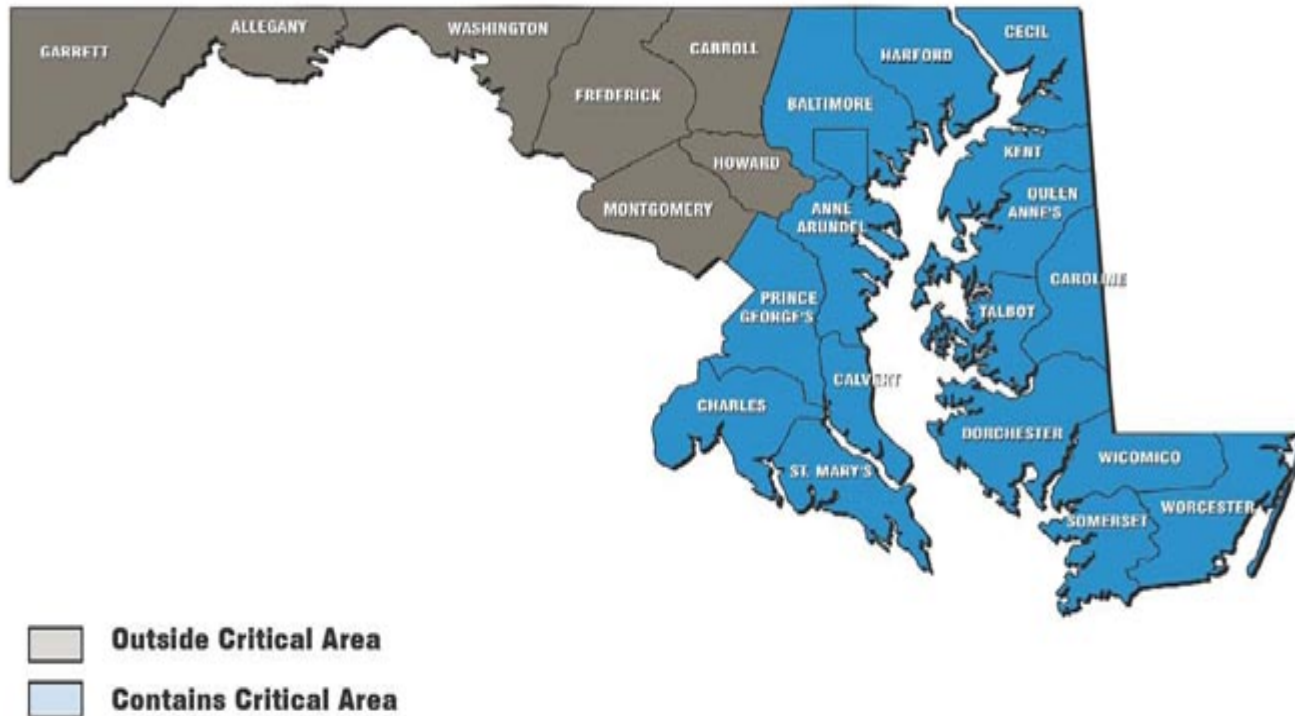 GARRETT
ALLEGANY
WASHINGTON
FREDERICK
CARROLL
BALTIMORE
HARFORD
CECIL
KENT
HOWARD
MONTGOMERY
ANNE
ARUNDEL
QUEEN
ANNE'S
CAROLINE
TALBOT
PRINCE
GEORGE'S
CALVERT
CHARLES
ST. MARY'S
DORCHESTER
WICOMICO
SOMERSET
WORCESTER
Outside Critical Area
Contains Critical Area